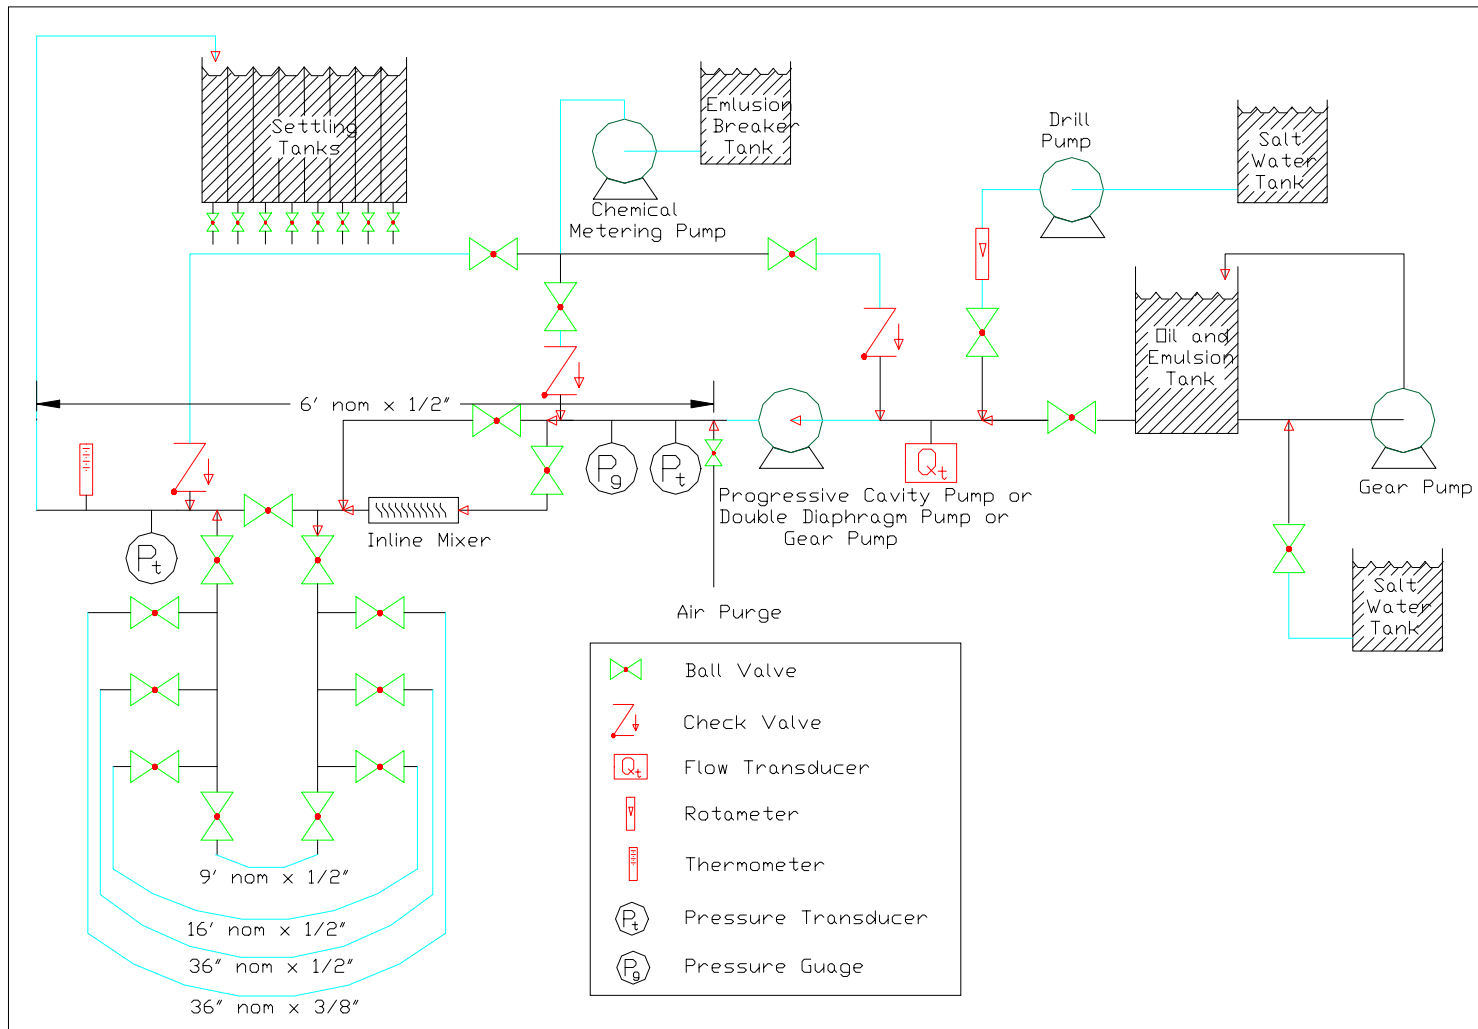 Settling
Tanks
Emlusion
Breaker
Tank
Chemical
Metering Pump
Drill
Pump
Salt
Water
Tank
Oil and
Emulsion
Tank
Gear Pump
6' nom x 1/2"
Pg
Pt
Qt
Progressive Cavity Pump or
Double Diaphragm Pump or
Gear Pump
Inline Mixer
Pt
Air Purge
Salt
Water
Tank
9' nom x 1/2"
16' nom x 1/2"
36" nom x 1/2"
36" nom x 3/8"
Ball Valve
Check Valve
Qt Flow Transducer
Rotameter
Thermometer
Pt Pressure Transducer
Pg Pressure Guage